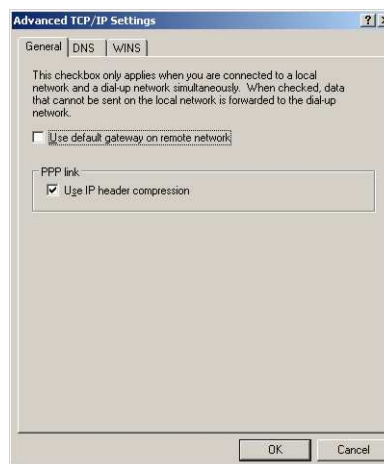 Advanced TCP/IP Settings
General DNS WINS
This checkbox only applies when you are connected to a local
network and a dial-up network simultaneously. When checked, data
that cannot be sent on the local network is forwarded to the dial-up
network.
Use default gateway on remote network
PPP link
Use IP header compression
OK Cancel